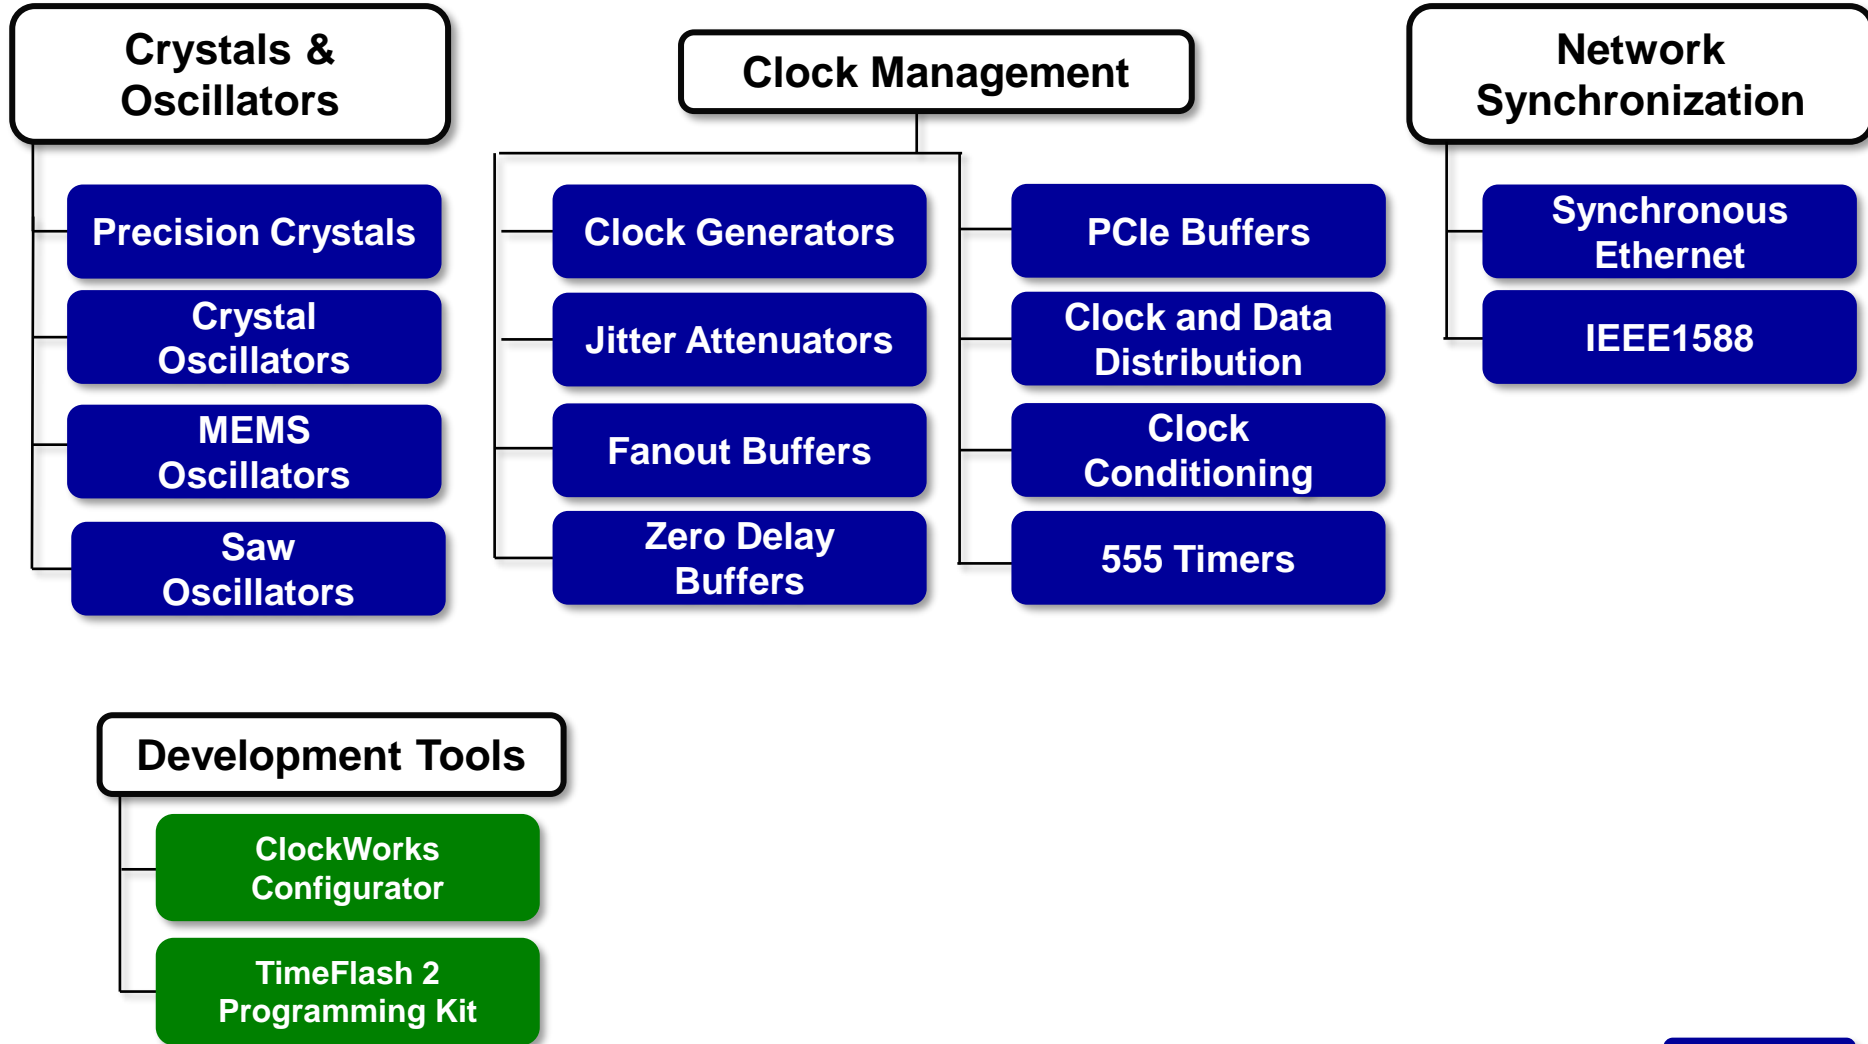 Crystals &
Oscillators
Precision Crystals
Crystal
Oscillators
MEMS
Oscillators
Saw
Oscillators
Clock Management
Clock Generators
Jitter Attenuators
Fanout Buffers
Zero Delay
Buffers
PCIe Buffers
Clock and Data
Distribution
Clock
Conditioning
555 Timers
Network
Synchronization
Synchronous
Ethernet
IEEE1588
Development Tools
ClockWorks
Configurator
TimeFlash 2
Programming Kit